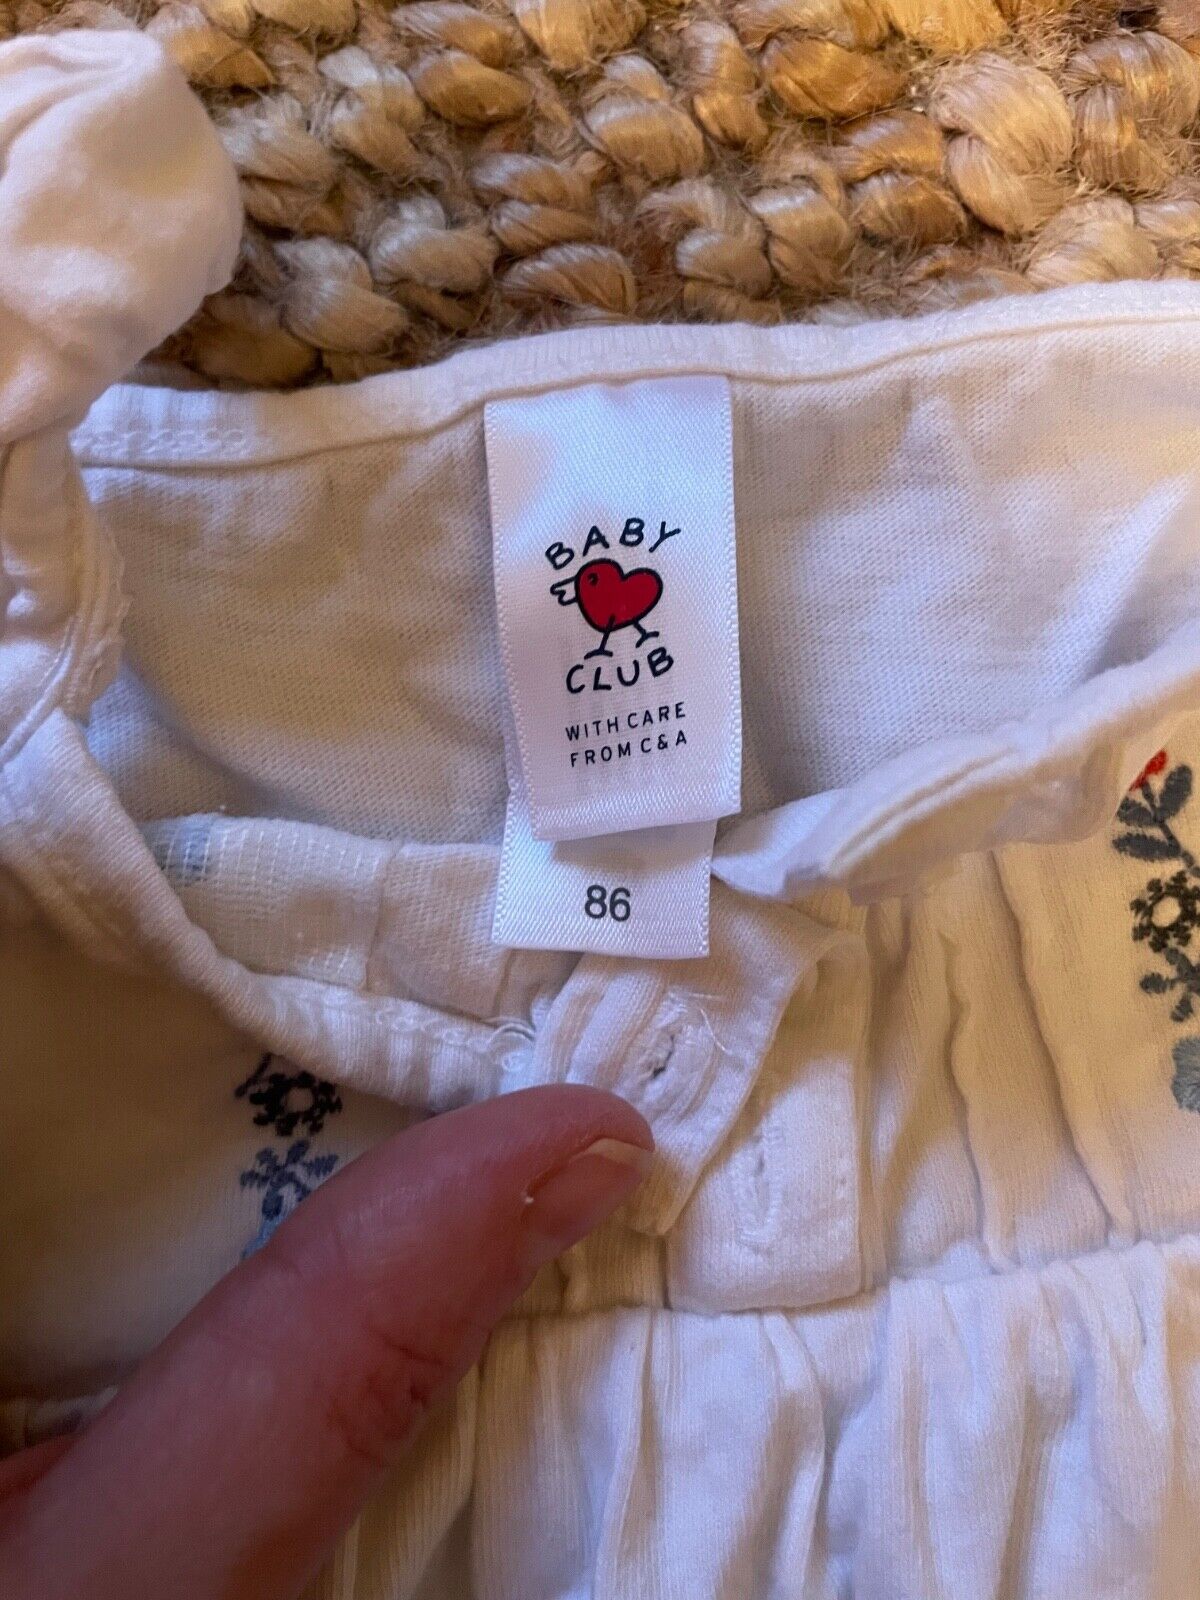 BABY
CLUB
WITH CARE
FROM C&A
86